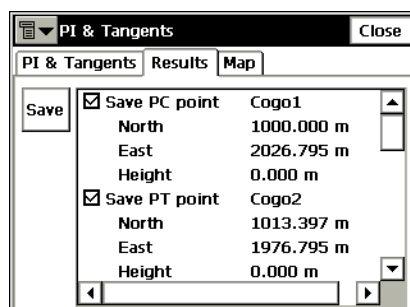 PI & Tangents Close
PI & Tangents Results Map
Save
Save PC point Cogo1
North 1000.000 m
East 2026.795 m
Height 0.000 m
Save PT point Cogo2
North 1013.397 m
East 1976.795 m
Height 0.000 m